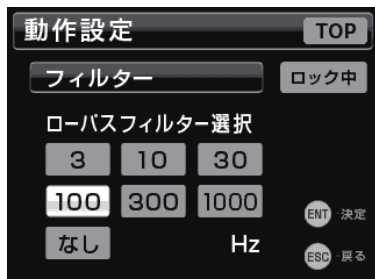 動作設定 TOP
フィルター ロック中
ローパスフィルター選択
3 10 30
100 300 1000 ENT 決定
なし Hz ESC 戻る